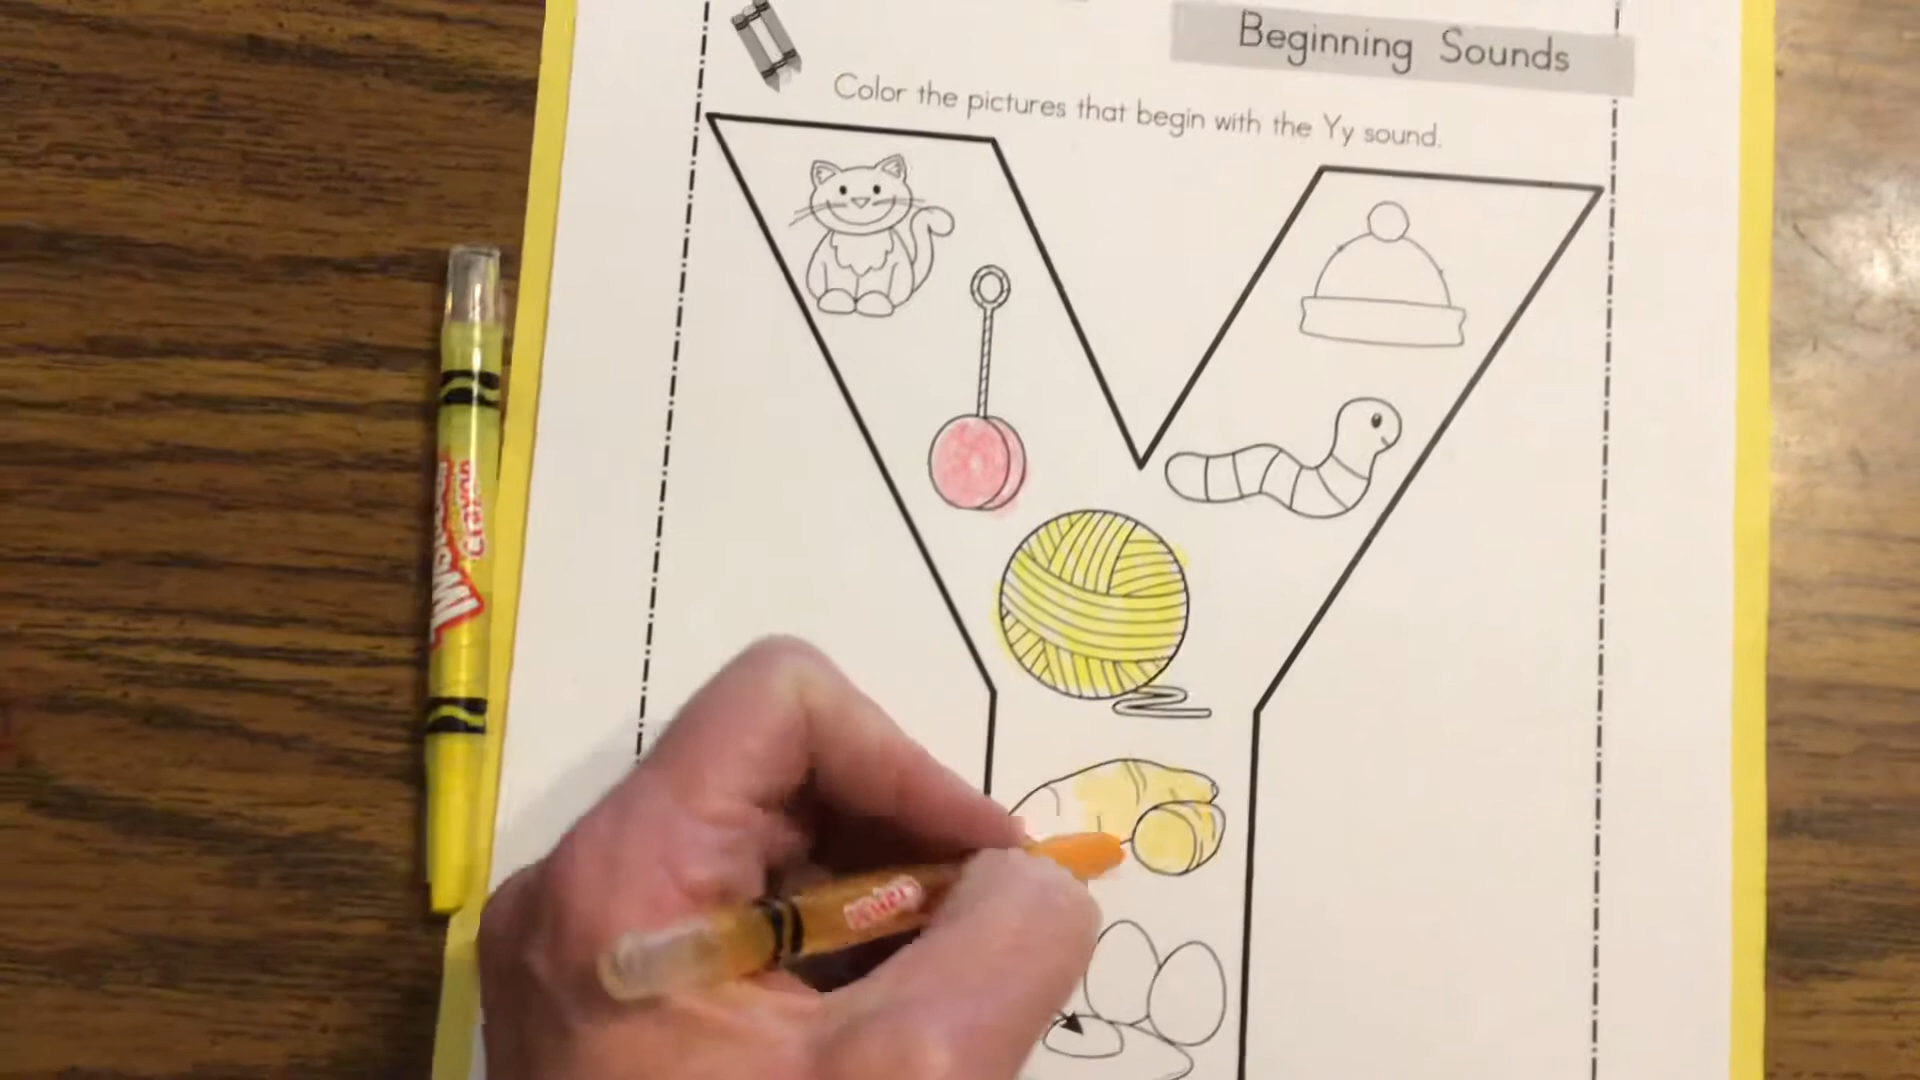 Beginning Sounds
Color the pictures that begin with the Yy sound.